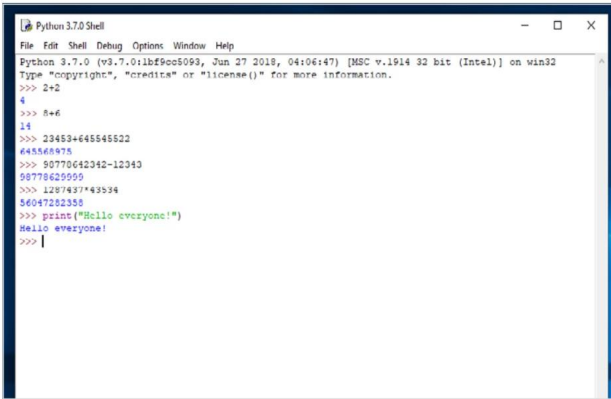 Python 3.7.0 Shell
File Edit Shell Debug Options Window Help
Python 3.7.0 (v3.7.0:1bf9cc5093, Jun 27 2018, 04:06:47) [MSC v.1914 32 bit (Intel)] on win32
Type "copyright", "credits" or "license()" for more information.
>>> 2+2
4
>>> 8+6
14
>>> 23453+645545522
645568975
>>> 98778642342-12343
98778629999
>>> 1287437*43534
56047282358
>>> print("Hello everyone!")
Hello everyone!
>>>